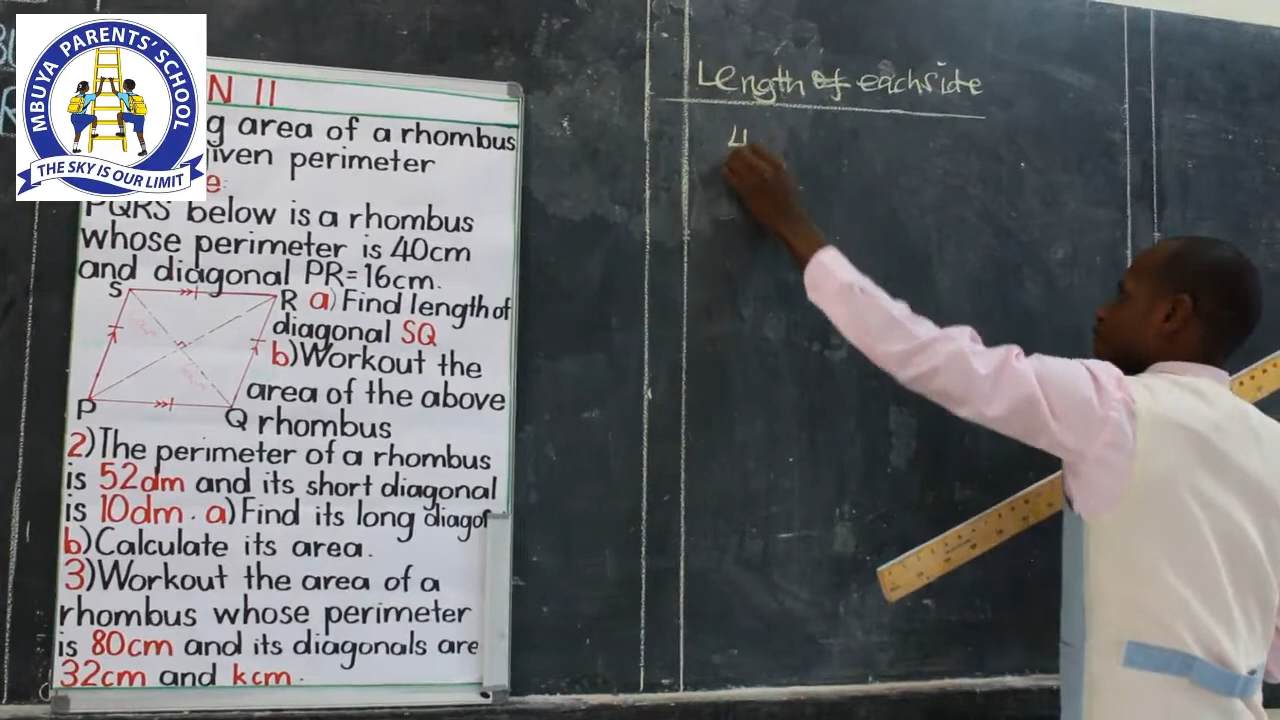 MBUYA PARENTS' SCHOOL
THE SKY IS OUR LIMIT
N 11
g area of a rhombus
given perimeter
e:
PQRS below is a rhombus
whose perimeter is 40cm
and diagonal PR=16cm.
S
R a) Find length of
diagonal SQ
b) Workout the
area of the above
P
Q rhombus
2) The perimeter of a rhombus
is 52dm and its short diagonal
is 10dm. a) Find its long diagon
b) Calculate its area.
3) Workout the area of a
rhombus whose perimeter
is 80cm and its diagonals are
32cm and kcm.
Length of each side
4